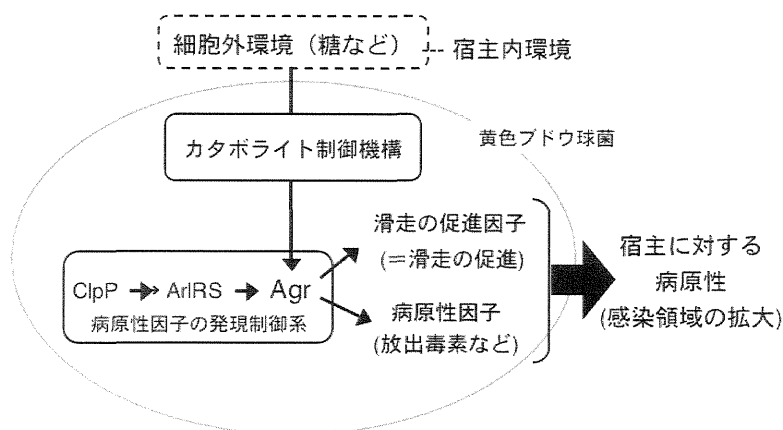 細胞外環境（糖など）
宿主内環境
カタボライト制御機構
黄色ブドウ球菌
滑走の促進因子
(＝滑走の促進)
ClpP ArlRS Agr
病原性因子の発現制御系
病原性因子
(放出毒素など)
宿主に対する
病原性
(感染領域の拡大)